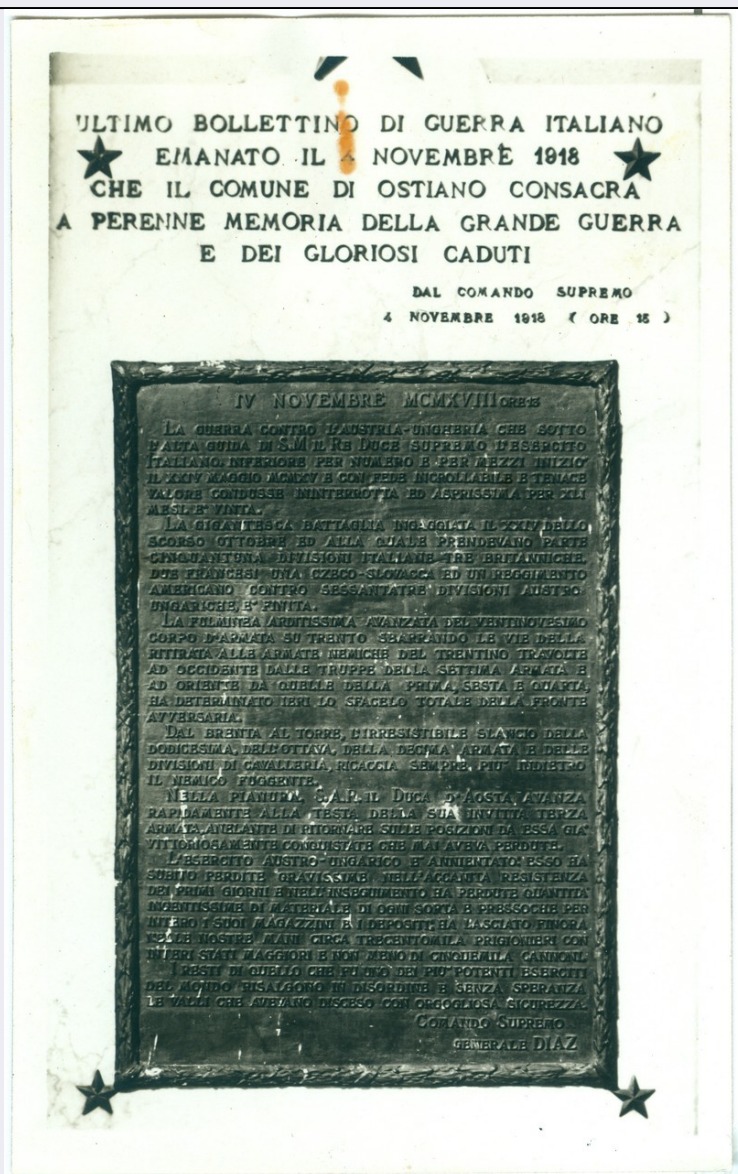 ULTIMO BOLLETTINO DI GUERRA ITALIANO
EMANATO IL 4 NOVEMBRE 1918
CHE IL COMUNE DI OSTIANO CONSACRA
A PERENNE MEMORIA DELLA GRANDE GUERRA
E DEI GLORIOSI CADUTI
DAL COMANDO SUPREMO
4 NOVEMBRE 1918 ( ORE 15 )
IV NOVEMBRE MCMXVIII ORE
LA GUERRA CONTRO L'AUSTRIA-UNGHERIA CHE SOTTO
L'ALTA GUIDA DI S.M IL RE DUCE SUPREMO L'ESERCITO
ITALIANO, INFERIORE PER NUMERO E PER MEZZI INIZIO'
IL XXIV MAGGIO MCMXV E CON FEDE INCROLLABILE E TENACE
VALORE CONDUSSE ININTERROTTA ED ASPRISSIMA PER XLI
MESI E' VINTA.
LA GIGANTESCA BATTAGLIA INGAGGIATA IL XXIV DELLO
SCORSO OTTOBRE ED ALLA QUALE PRENDEVANO PARTE
CINQUANTUNA DIVISIONI ITALIANE TRE BRITANNICHE,
DUE FRANCESI UNA CZECO-SLOVACCA ED UN REGGIMENTO
AMERICANO CONTRO SESSANTATRE DIVISIONI AUSTRO
UNGARICHE, E' FINITA.
LA FULMINEA ARDITISSIMA AVANZATA DEL VENTINOVESIMO
CORPO D'ARMATA SU TRENTO SBARRANDO LE VIE DELLA
RITIRATA ALLE ARMATE NEMICHE DEL TRENTINO TRAVOLTE
AD OCCIDENTE DALLE TRUPPE DELLA SETTIMA ARMATA E
AD ORIENTE DA QUELLE DELLA PRIMA, SESTA E QUARTA,
HA DETERMINATO IERI LO SFACELO TOTALE DELLA FRONTE
AVVERSARIA.
DAL BRENTA AL TORRE, L'IRRESISTIBILE SLANCIO DELLA
DODICESIMA, DELL'OTTAVA, DELLA DECIMA ARMATA E DELLE
DIVISIONI DI CAVALLERIA, RICACCIA SEMPRE PIU' INDIETRO
IL NEMICO FUGGENTE.
NELLA PIANURA, S.A.R. IL DUCA D'AOSTA AVANZA
RAPIDAMENTE ALLA TESTA DELLA SUA INVITTA TERZA
ARMATA, ANELANTE DI RITORNARE SULLE POSIZIONI DA ESSA GIA'
VITTORIOSAMENTE CONQUISTATE CHE MAI AVEVA PERDUTE.
L'ESERCITO AUSTRO-UNGARICO E' ANNIENTATO: ESSO HA
SUBITO PERDITE GRAVISSIME NELL'ACCANITA RESISTENZA
DEI PRIMI GIORNI E NELL'INSEGUIMENTO HA PERDUTE QUANTITA'
INGENTISSIME DI MATERIALE DI OGNI SORTA E PRESSOCHE PER
INTERO I SUOI MAGAZZINI E I DEPOSITI: HA LASCIATO FINORA
NELLE NOSTRE MANI CIRCA TRECENTOMILA PRIGIONIERI CON
INTERI STATI MAGGIORI E NON MENO DI CINQUEMILA CANNONI.
I RESTI DI QUELLO CHE FU UNO DEI PIU' POTENTI ESERCITI
DEL MONDO RISALGONO IN DISORDINE E SENZA SPERANZA
LE VALLI CHE AVEVANO DISCESO CON ORGOGLIOSA SICUREZZA.
COMANDO SUPREMO
GENERALE DIAZ